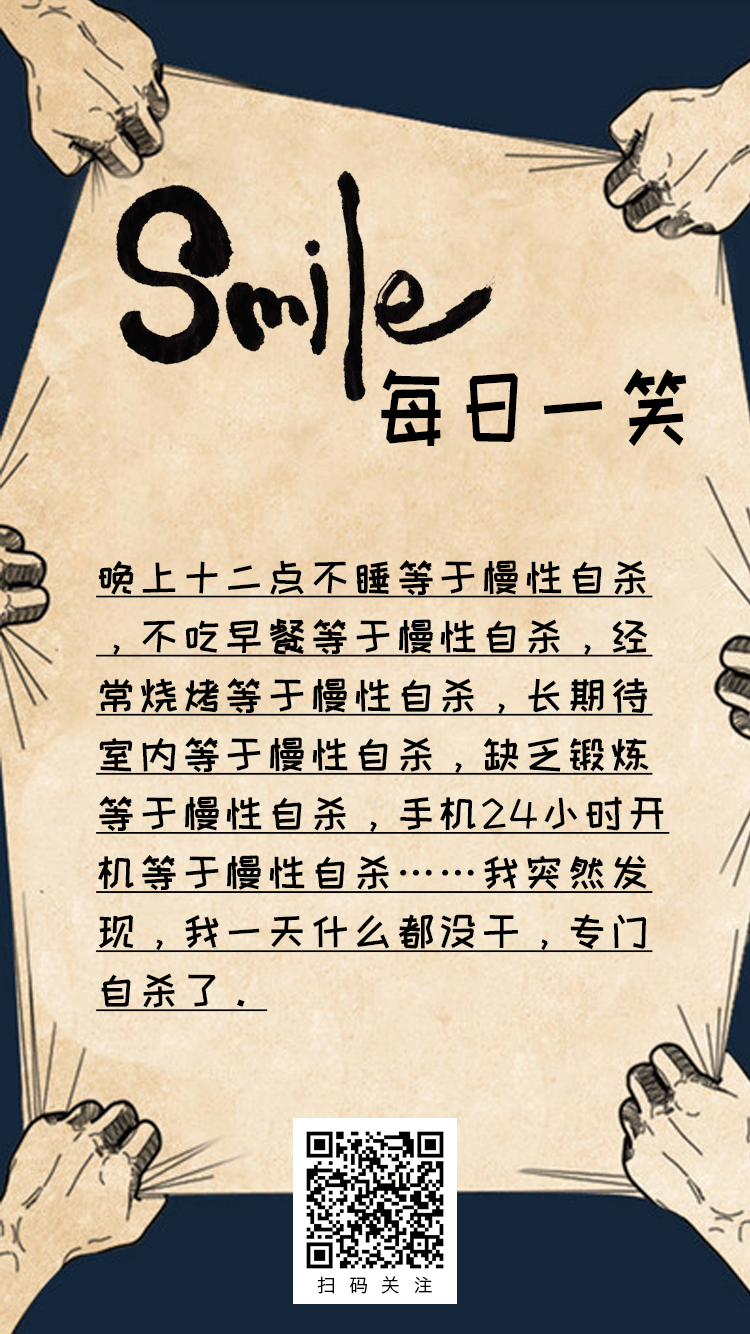 Smile
每日一笑
晚上十二点不睡等于慢性自杀
，不吃早餐等于慢性自杀，经
常烧烤等于慢性自杀，长期待
室内等于慢性自杀，缺乏锻炼
等于慢性自杀，手机24小时开
机等于慢性自杀……我突然发
现，我一天什么都没干，专门
自杀了．
扫码关注